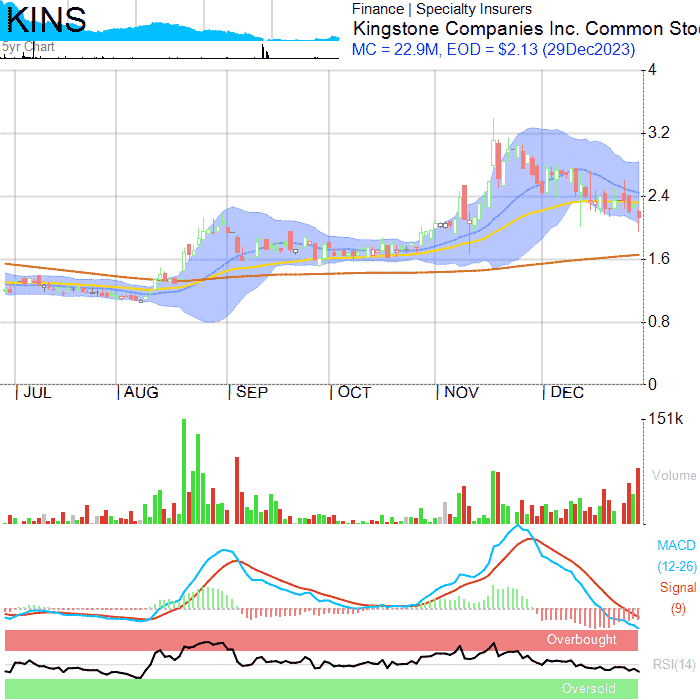 KINS
5yr Chart
Finance | Specialty Insurers
Kingstone Companies Inc. Common Sto
MC = 22.9M, EOD = $2.13 (29Dec2023)
4
3.2
2.4
1.6
0.8
0
JUL AUG SEP OCT NOV DEC
151k
Volume
MACD
(12-26)
Signal
(9)
Overbought
RSI(14)
Oversold